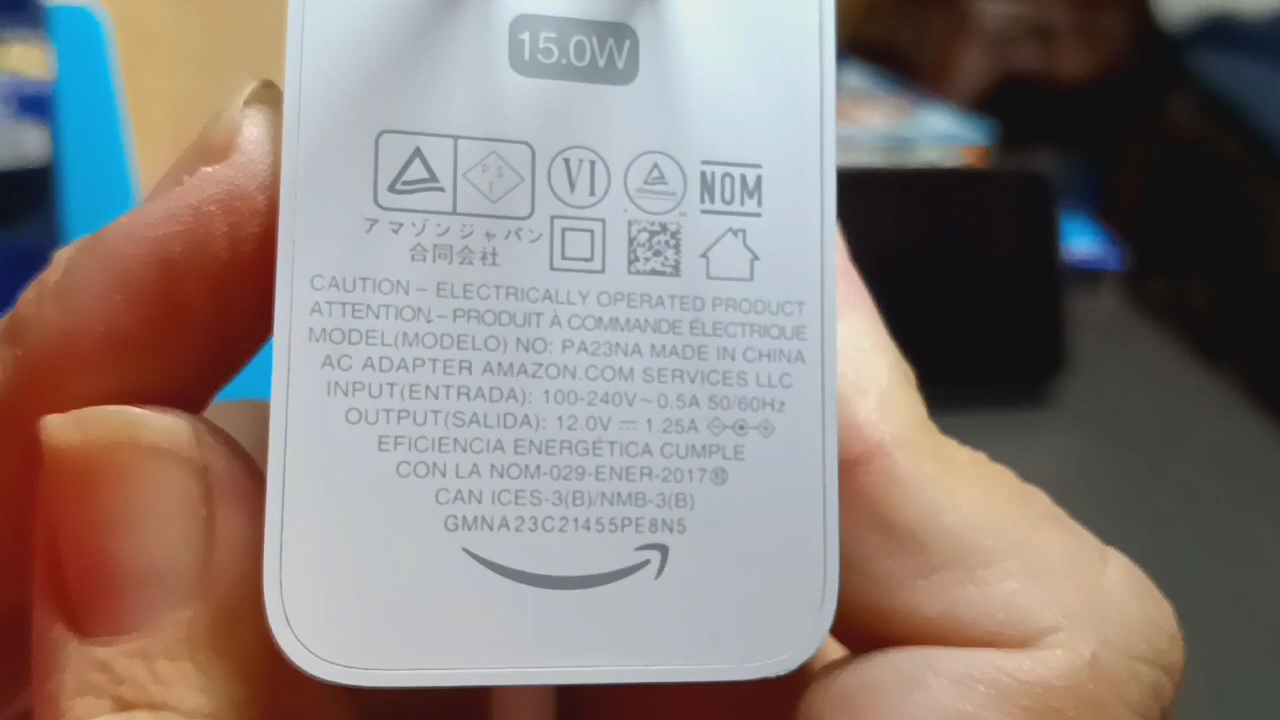 15.0W
PS
VI
NOM
アマゾンジャパン
合同会社
CAUTION – ELECTRICALLY OPERATED PRODUCT
ATTENTION – PRODUIT À COMMANDE ÉLECTRIQUE
MODEL(MODELO) NO: PA23NA MADE IN CHINA
AC ADAPTER AMAZON.COM SERVICES LLC
INPUT(ENTRADA): 100-240V~0.5A 50/60Hz
OUTPUT(SALIDA): 12.0V ⎓ 1.25A
EFICIENCIA ENERGÉTICA CUMPLE
CON LA NOM-029-ENER-2017
CAN ICES-3(B)/NMB-3(B)
GMNA23C21455PE8N5